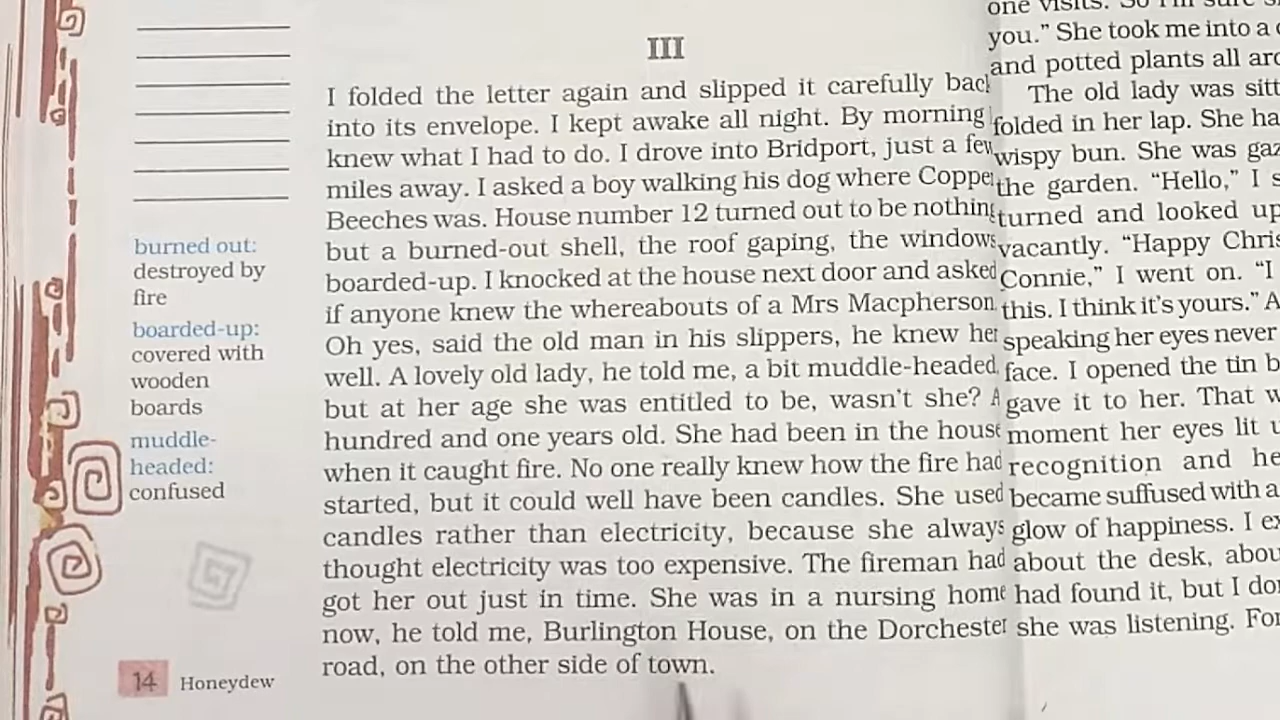 III
I folded the letter again and slipped it carefully back
into its envelope. I kept awake all night. By morning I
knew what I had to do. I drove into Bridport, just a few
miles away. I asked a boy walking his dog where Copper
Beeches was. House number 12 turned out to be nothing
but a burned-out shell, the roof gaping, the windows
boarded-up. I knocked at the house next door and asked
if anyone knew the whereabouts of a Mrs Macpherson.
Oh yes, said the old man in his slippers, he knew her
well. A lovely old lady, he told me, a bit muddle-headed,
but at her age she was entitled to be, wasn't she? A
hundred and one years old. She had been in the house
when it caught fire. No one really knew how the fire had
started, but it could well have been candles. She used
candles rather than electricity, because she always
thought electricity was too expensive. The fireman had
got her out just in time. She was in a nursing home
now, he told me, Burlington House, on the Dorchester
road, on the other side of town.
burned out:
destroyed by
fire
boarded-up:
covered with
wooden
boards
muddle-
headed:
confused
14 Honeydew
one visits. So I'm sure
you." She took me into a
and potted plants all
The old lady was
folded in her lap. She
wispy bun. She was
the garden. "Hello," I
turned and looked up
vacantly. "Happy
Connie," I went on. "I
this. I think it's yours."
speaking her eyes never
face. I opened the tin
gave it to her. That
moment her eyes lit
recognition and
became suffused with a
glow of happiness. I
about the desk,
had found it, but I
she was listening.